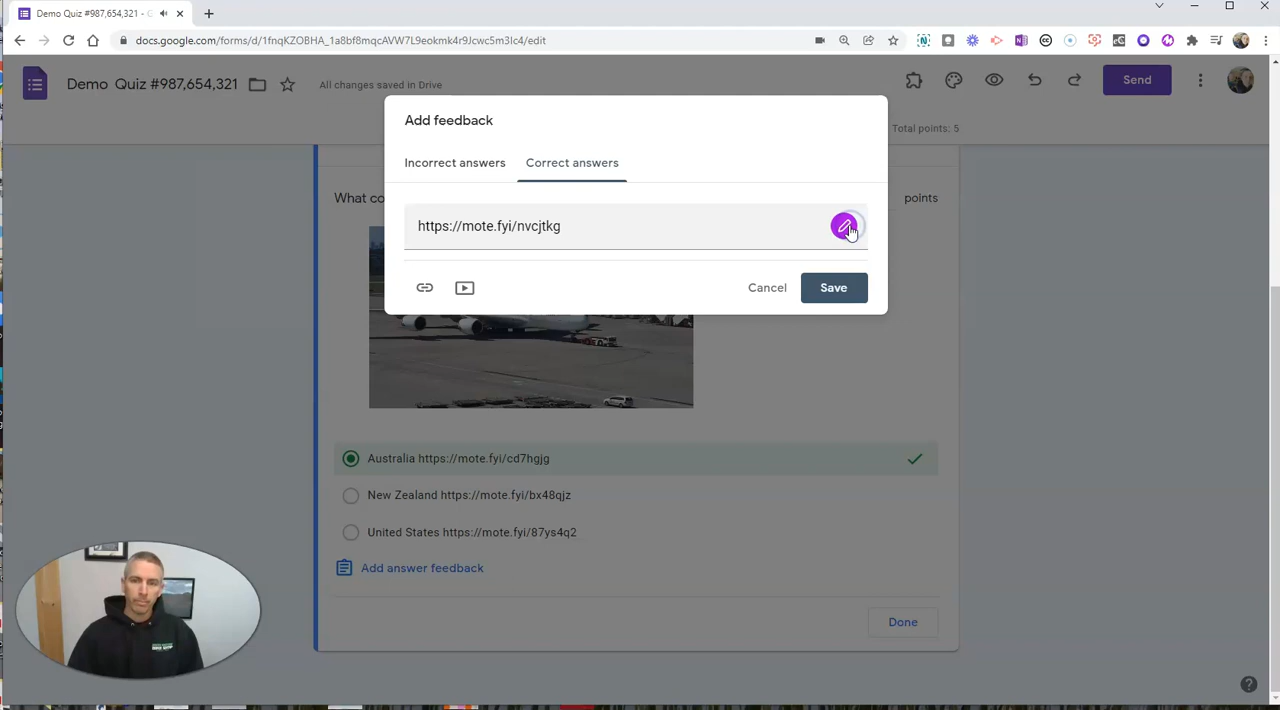 Demo Quiz #987,654,321 - G
docs.google.com/forms/d/1fnqKZOBHA_1a8bf8mqcAVW7L9eokmk4r9Jcwc5m3Ic4/edit
Demo Quiz #987,654,321
All changes saved in Drive
Send
Total points: 5
Add feedback
Incorrect answers
Correct answers
What co
points
https://mote.fyi/nvcjtkg
Cancel
Save
Australia https://mote.fyi/cd7hgjg
New Zealand https://mote.fyi/bx48qjz
United States https://mote.fyi/87ys4q2
Add answer feedback
Done